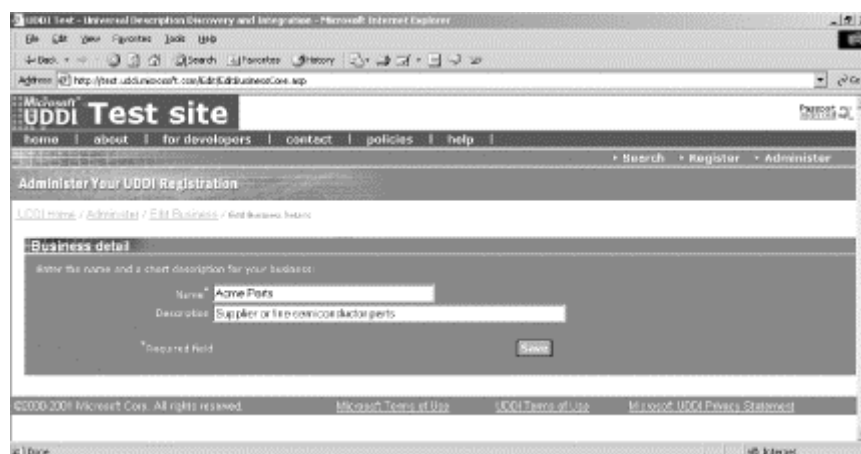 UDDI Test - Universal Description Discovery and Integration - Microsoft Internet Explorer
File Edit View Favorites Tools Help
Back Search Favorites History
Address http://test.uddi.microsoft.com/Edit/EditBusinessCore.asp
Microsoft
UDDI Test site
home | about | for developers | contact | policies | help |
Search Register Administer
Administer Your UDDI Registration
UDDI Home / Administer / Edit Business / Edit Business Details
Business detail
Enter the name and a short description for your business:
Name* Acme Parts
Description Supplier of fine semiconductor parts
*Required field Save
©2000-2001 Microsoft Corp. All rights reserved. Microsoft Terms of Use UDDI Terms of Use Microsoft UDDI Privacy Statement
Done Internet